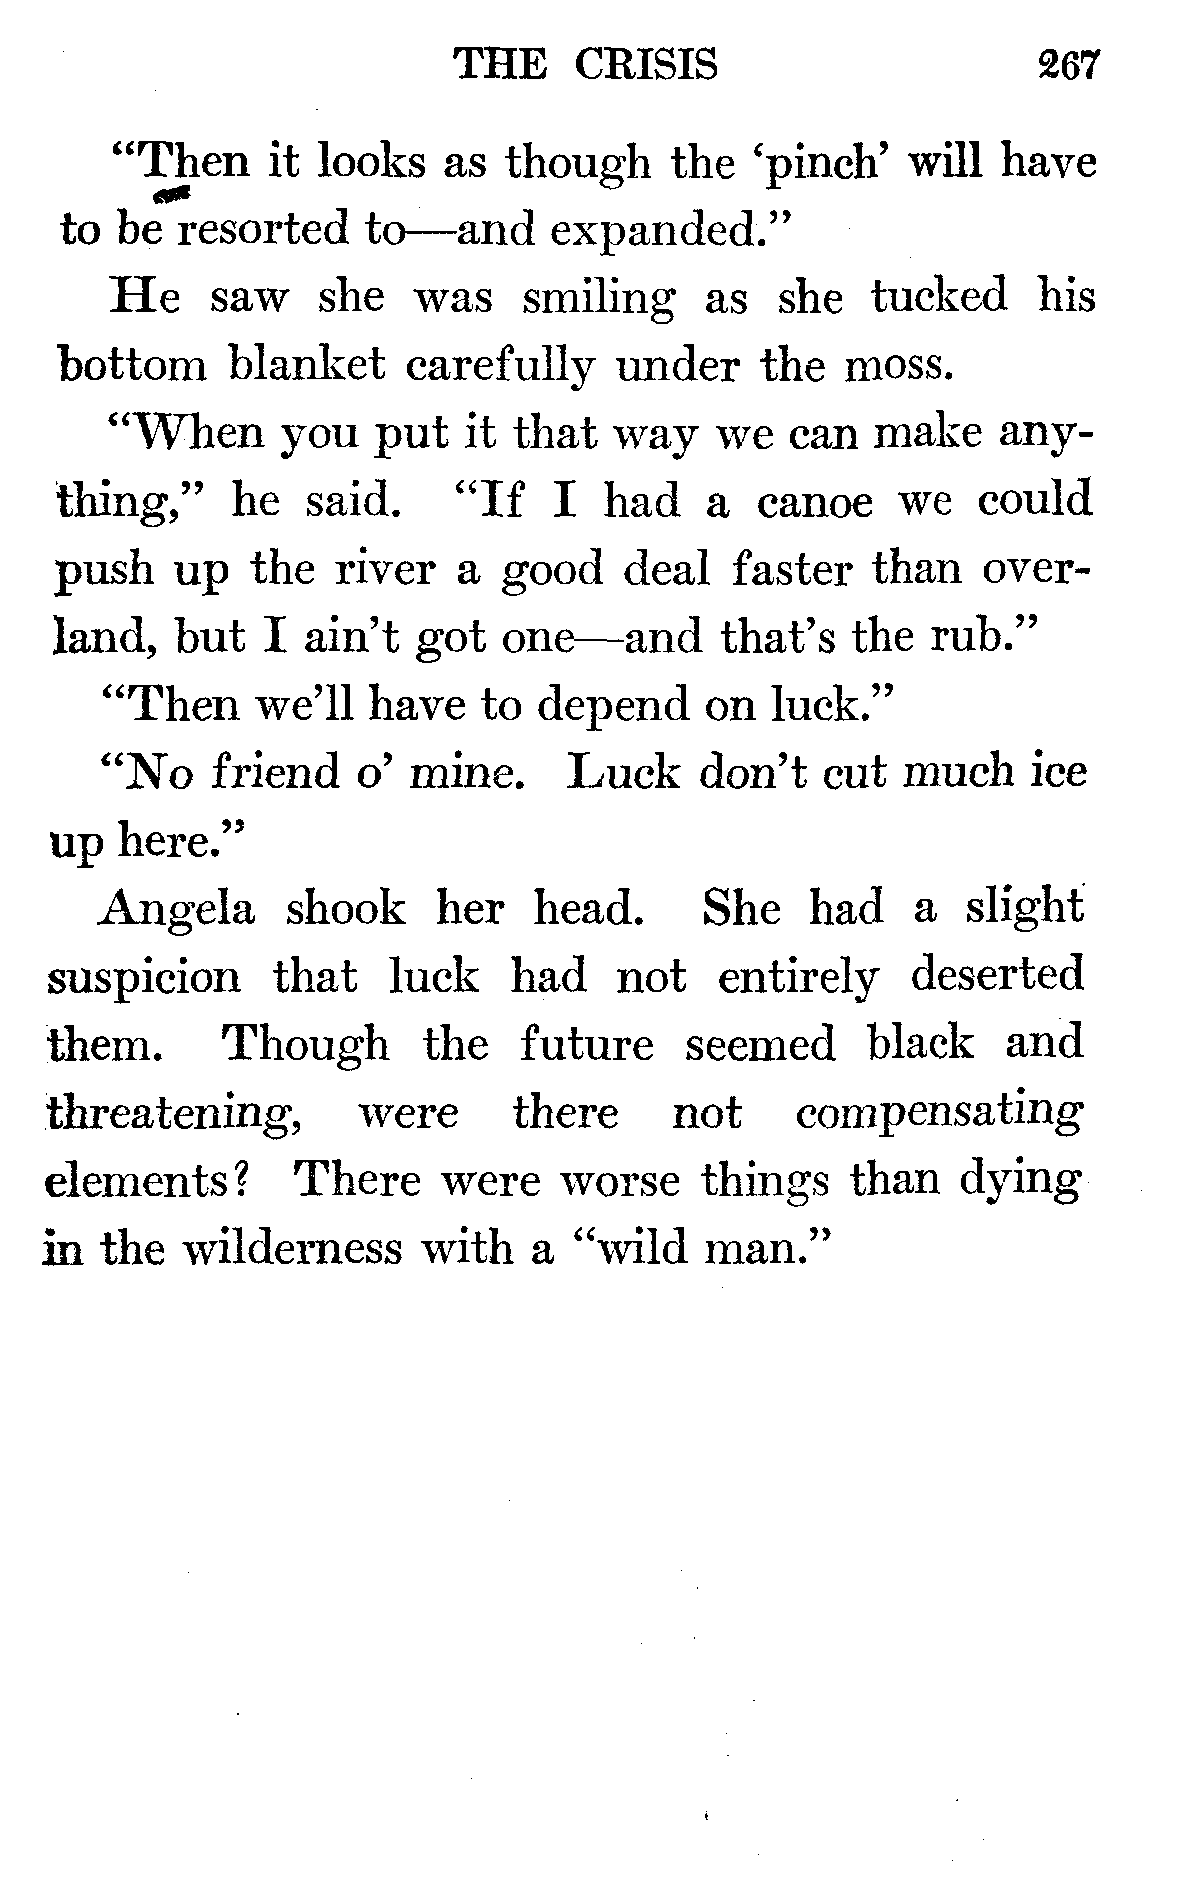 THE CRISIS 267
“Then it looks as though the ‘pinch’ will have
to be resorted to—and expanded.”
He saw she was smiling as she tucked his
bottom blanket carefully under the moss.
“When you put it that way we can make any-
thing,” he said. “If I had a canoe we could
push up the river a good deal faster than over-
land, but I ain’t got one—and that’s the rub.”
“Then we’ll have to depend on luck.”
“No friend o’ mine. Luck don’t cut much ice
up here.”
Angela shook her head. She had a slight
suspicion that luck had not entirely deserted
them. Though the future seemed black and
threatening, were there not compensating
elements? There were worse things than dying
in the wilderness with a “wild man.”